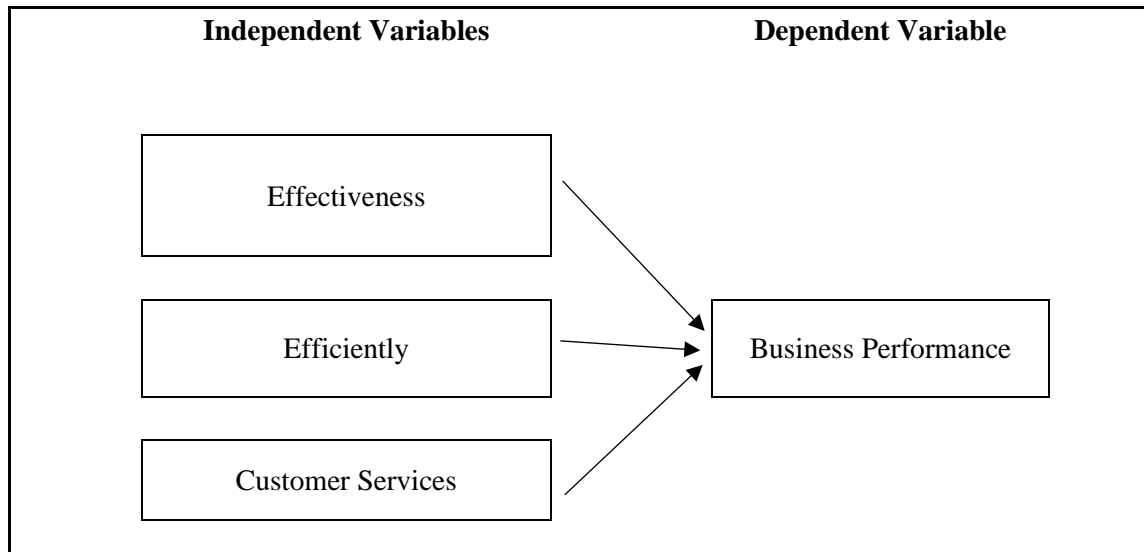 Independent Variables
Dependent Variable
Effectiveness
Efficiently
Business Performance
Customer Services